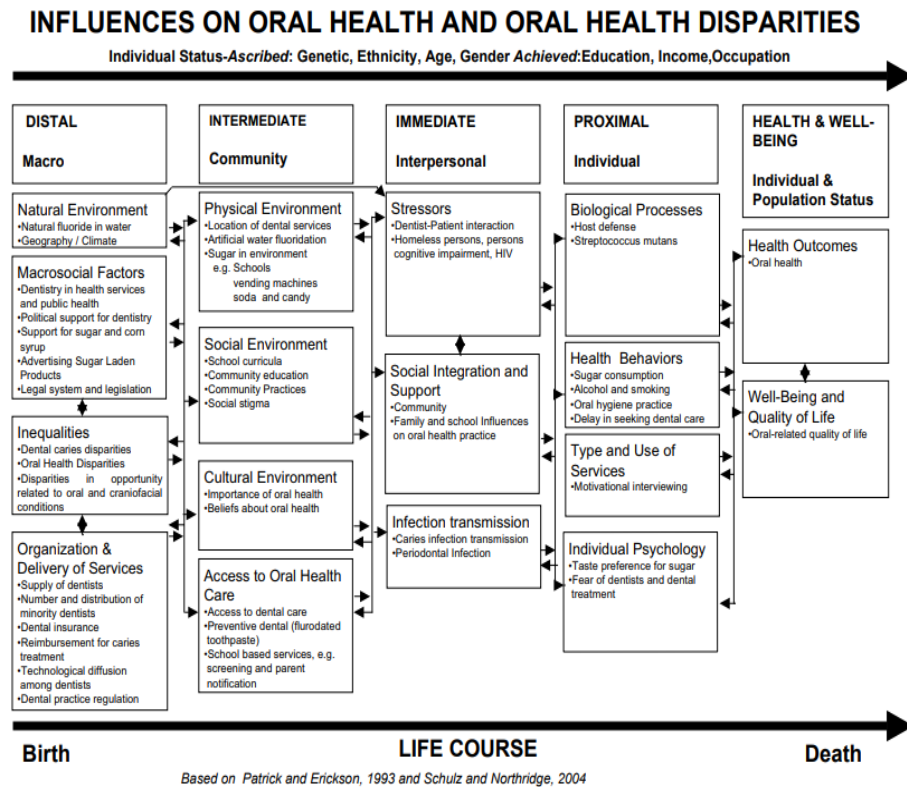 INFLUENCES ON ORAL HEALTH AND ORAL HEALTH DISPARITIES
Individual Status-Ascribed: Genetic, Ethnicity, Age, Gender Achieved:Education, Income,Occupation
DISTAL
Macro
Natural Environment
•Natural fluoride in water
•Geography / Climate
Macrosocial Factors
•Dentistry in health services
and public health
•Political support for dentistry
•Support for sugar and corn
syrup
•Advertising Sugar Laden
Products
•Legal system and legislation
Inequalities
•Dental caries disparities
•Oral Health Disparities
•Disparities in opportunity
related to oral and craniofacial
conditions
Organization &
Delivery of Services
•Supply of dentists
•Number and distribution of
minority dentists
•Dental insurance
•Reimbursement for caries
treatment
•Technological diffusion
among dentists
•Dental practice regulation
INTERMEDIATE
Community
Physical Environment
•Location of dental services
•Artificial water fluoridation
•Sugar in environment
e.g. Schools
vending machines
soda and candy
Social Environment
•School curricula
•Community education
•Community Practices
•Social stigma
Cultural Environment
•Importance of oral health
•Beliefs about oral health
Access to Oral Health
Care
•Access to dental care
•Preventive dental (flurodated
toothpaste)
•School based services, e.g.
screening and parent
notification
IMMEDIATE
Interpersonal
Stressors
•Dentist-Patient interaction
•Homeless persons, persons
cognitive impairment, HIV
Social Integration and
Support
•Community
•Family and school Influences
on oral health practice
Infection transmission
•Caries infection transmission
•Periodontal Infection
PROXIMAL
Individual
Biological Processes
•Host defense
•Streptococcus mutans
Health Behaviors
•Sugar consumption
•Alcohol and smoking
•Oral hygiene practice
•Delay in seeking dental care
Type and Use of
Services
•Motivational interviewing
Individual Psychology
•Taste preference for sugar
•Fear of dentists and dental
treatment
HEALTH & WELL-
BEING
Individual &
Population Status
Health Outcomes
•Oral health
Well-Being and
Quality of Life
•Oral-related quality of life
Birth
LIFE COURSE
Death
Based on Patrick and Erickson, 1993 and Schulz and Northridge, 2004